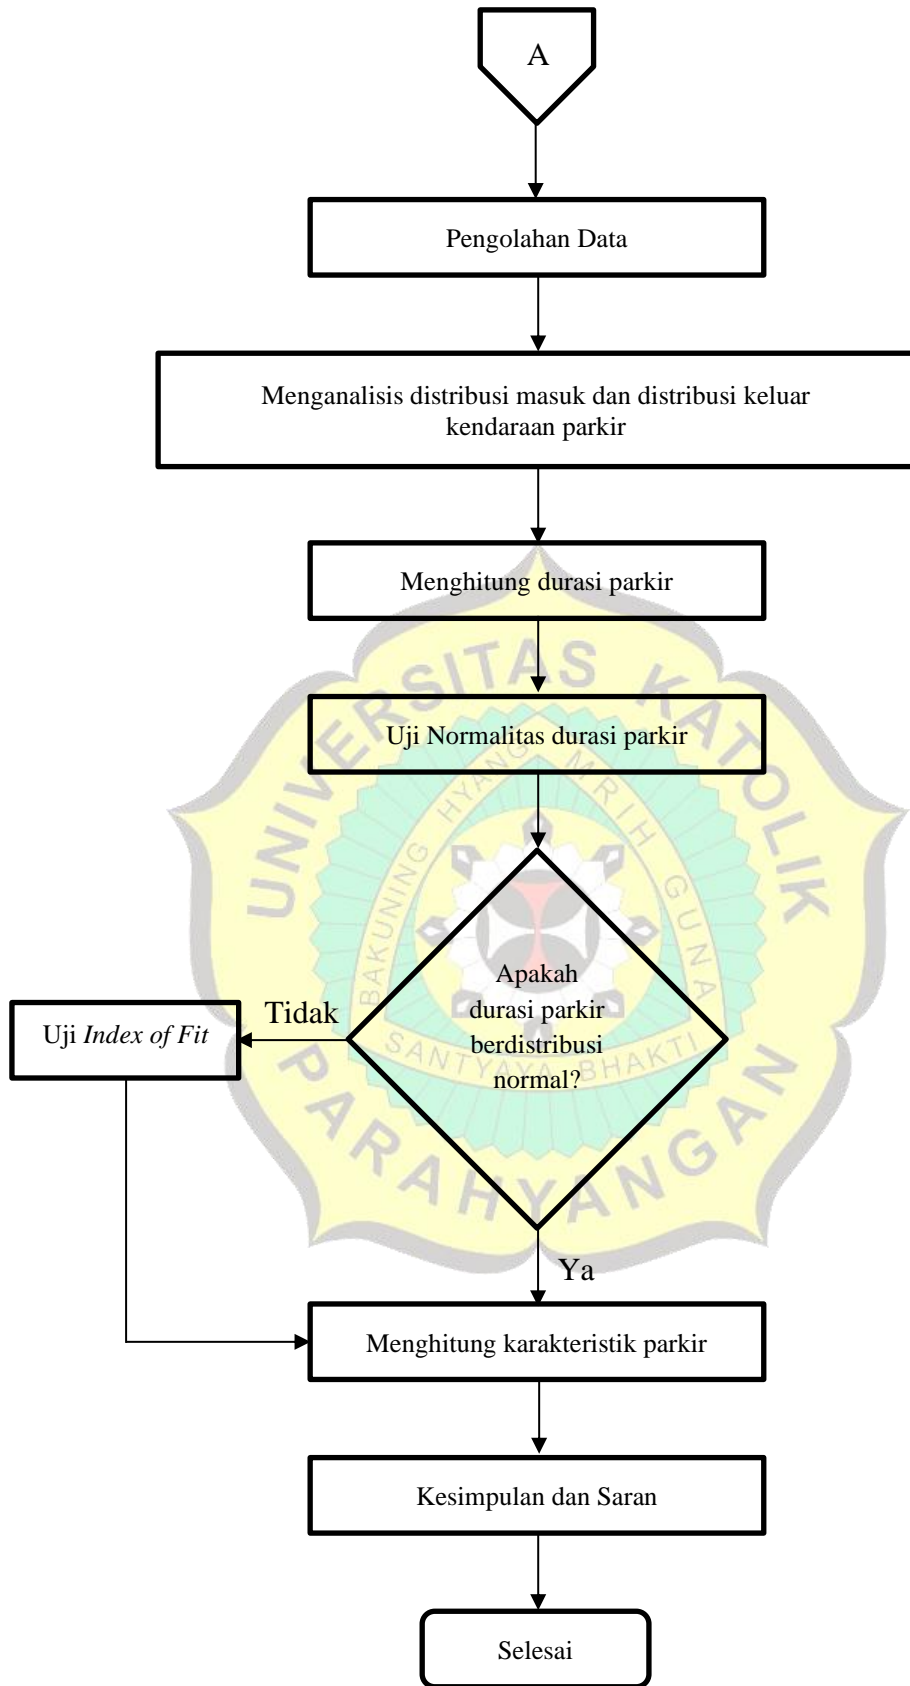 A
Pengolahan Data
Menganalisis distribusi masuk dan distribusi keluar
kendaraan parkir
Menghitung durasi parkir
Uji Normalitas durasi parkir
UNIVERSITAS KATOLIK
PARAHYANGAN
BAKUNING HYANG MRIH GUNA
SANTYAYA BHAKTI
Apakah
durasi parkir
berdistribusi
normal?
Tidak
Uji Index of Fit
Ya
Menghitung karakteristik parkir
Kesimpulan dan Saran
Selesai